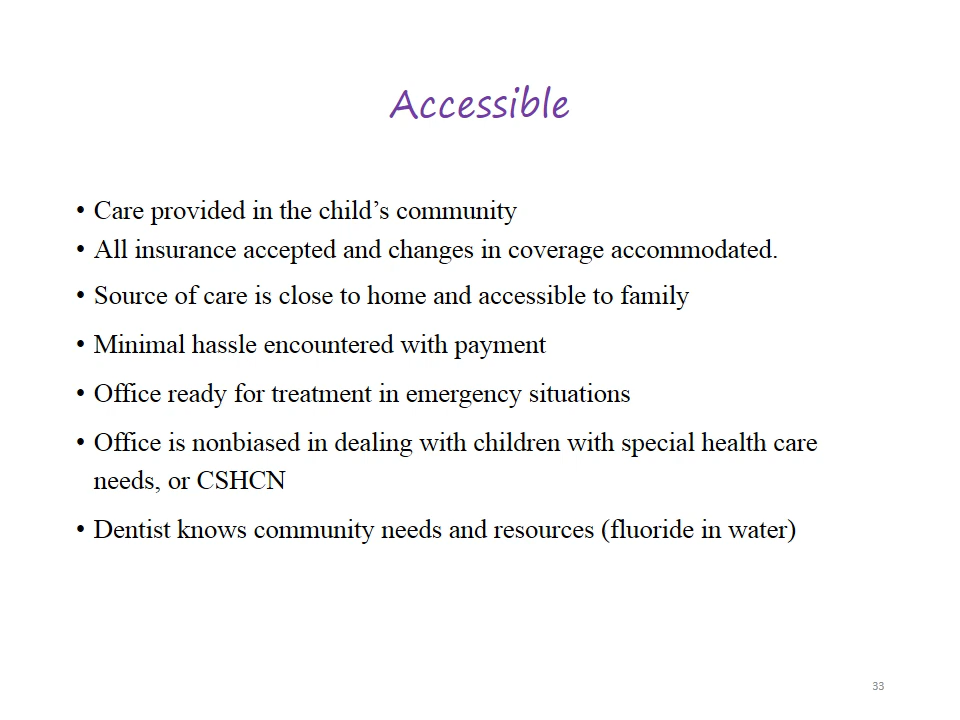 Accessible
• Care provided in the child’s community
• All insurance accepted and changes in coverage accommodated.
• Source of care is close to home and accessible to family
• Minimal hassle encountered with payment
• Office ready for treatment in emergency situations
• Office is nonbiased in dealing with children with special health care
needs, or CSHCN
• Dentist knows community needs and resources (fluoride in water)
33